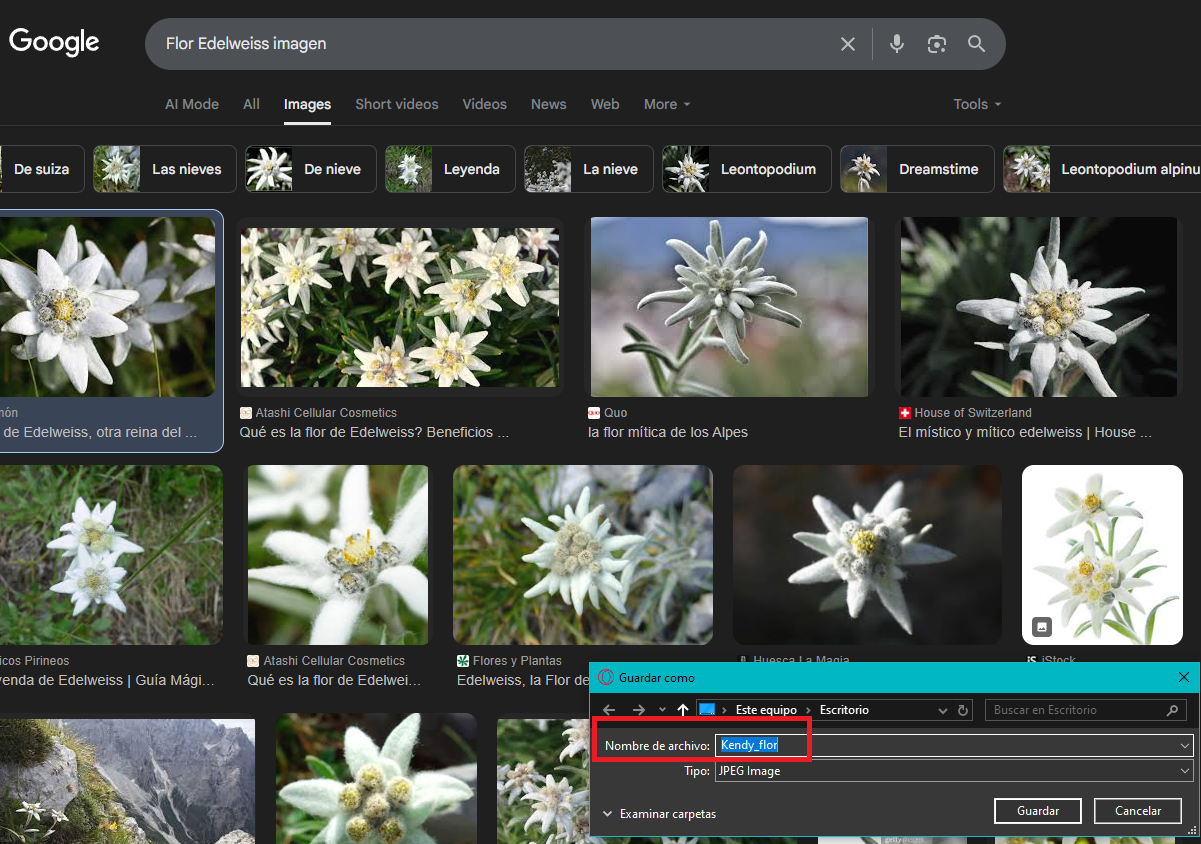 Google
Flor Edelweiss imagen
AI Mode All Images Short videos Videos News Web More Tools
De suiza Las nieves De nieve Leyenda La nieve Leontopodium Dreamstime Leontopodium alpinu
món Atashi Cellular Cosmetics Quo House of Switzerland
de Edelweiss, otra reina del ... Qué es la flor de Edelweiss? Beneficios ... la flor mítica de los Alpes El místico y mítico edelweiss | House ...
icos Pirineos Atashi Cellular Cosmetics Flores y Plantas Huesca La Magia iStock
yenda de Edelweiss | Guía Mági... Qué es la flor de Edelwei... Edelweiss, la Flor de
Guardar como
Este equipo Escritorio Buscar en Escritorio
Nombre de archivo: Kendy_flor
Tipo: JPEG Image
Examinar carpetas Guardar Cancelar